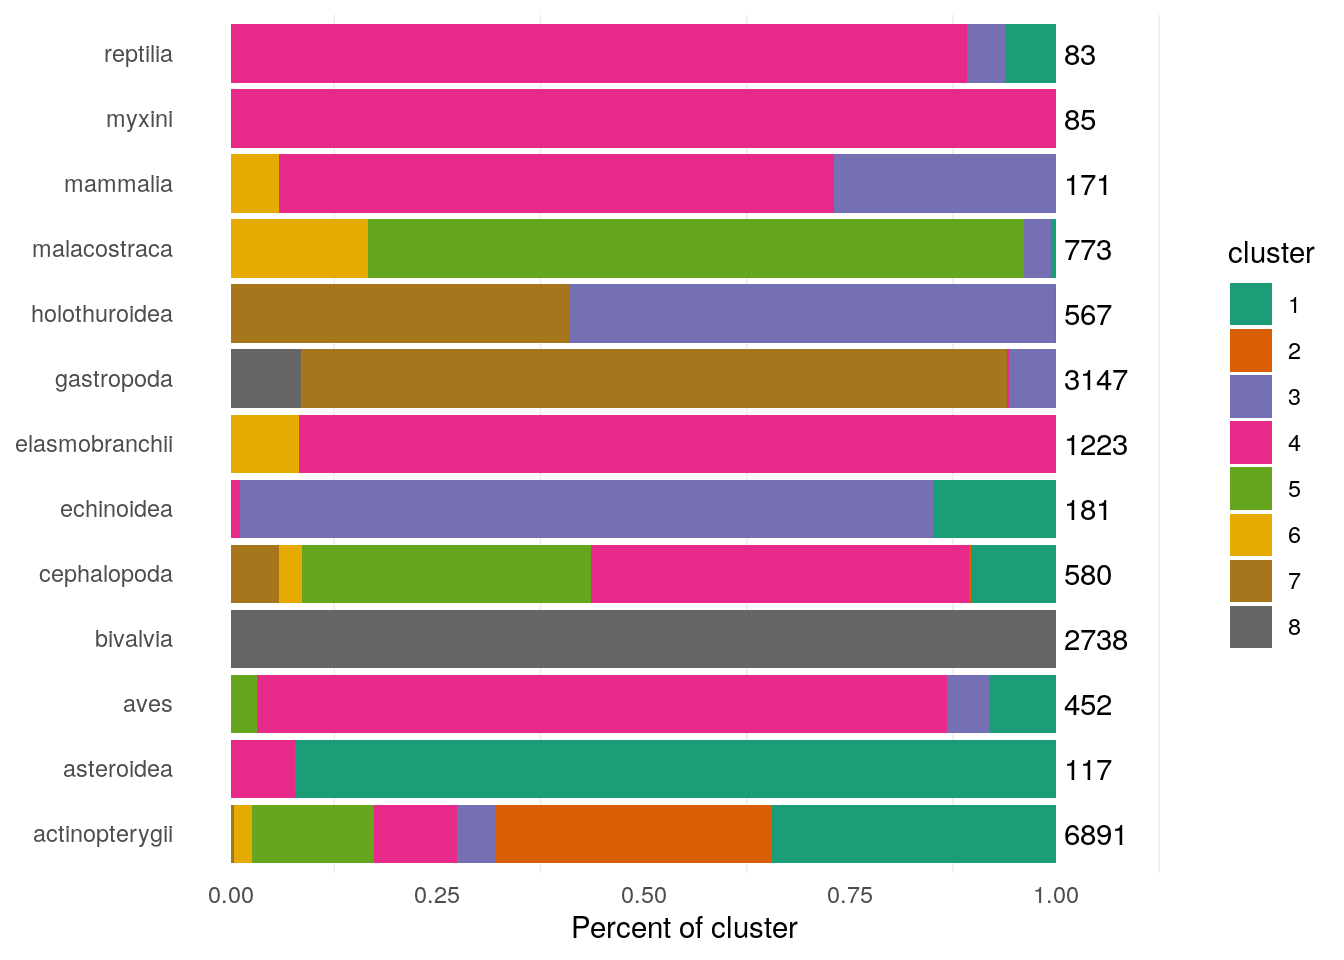 reptilia 83
myxini 85
mammalia 171
malacostraca 773
holothuroidea 567
gastropoda 3147
elasmobranchii 1223
echinoidea 181
cephalopoda 580
bivalvia 2738
aves 452
asteroidea 117
actinopterygii 6891
0.00 0.25 0.50 0.75 1.00
Percent of cluster
cluster
1
2
3
4
5
6
7
8